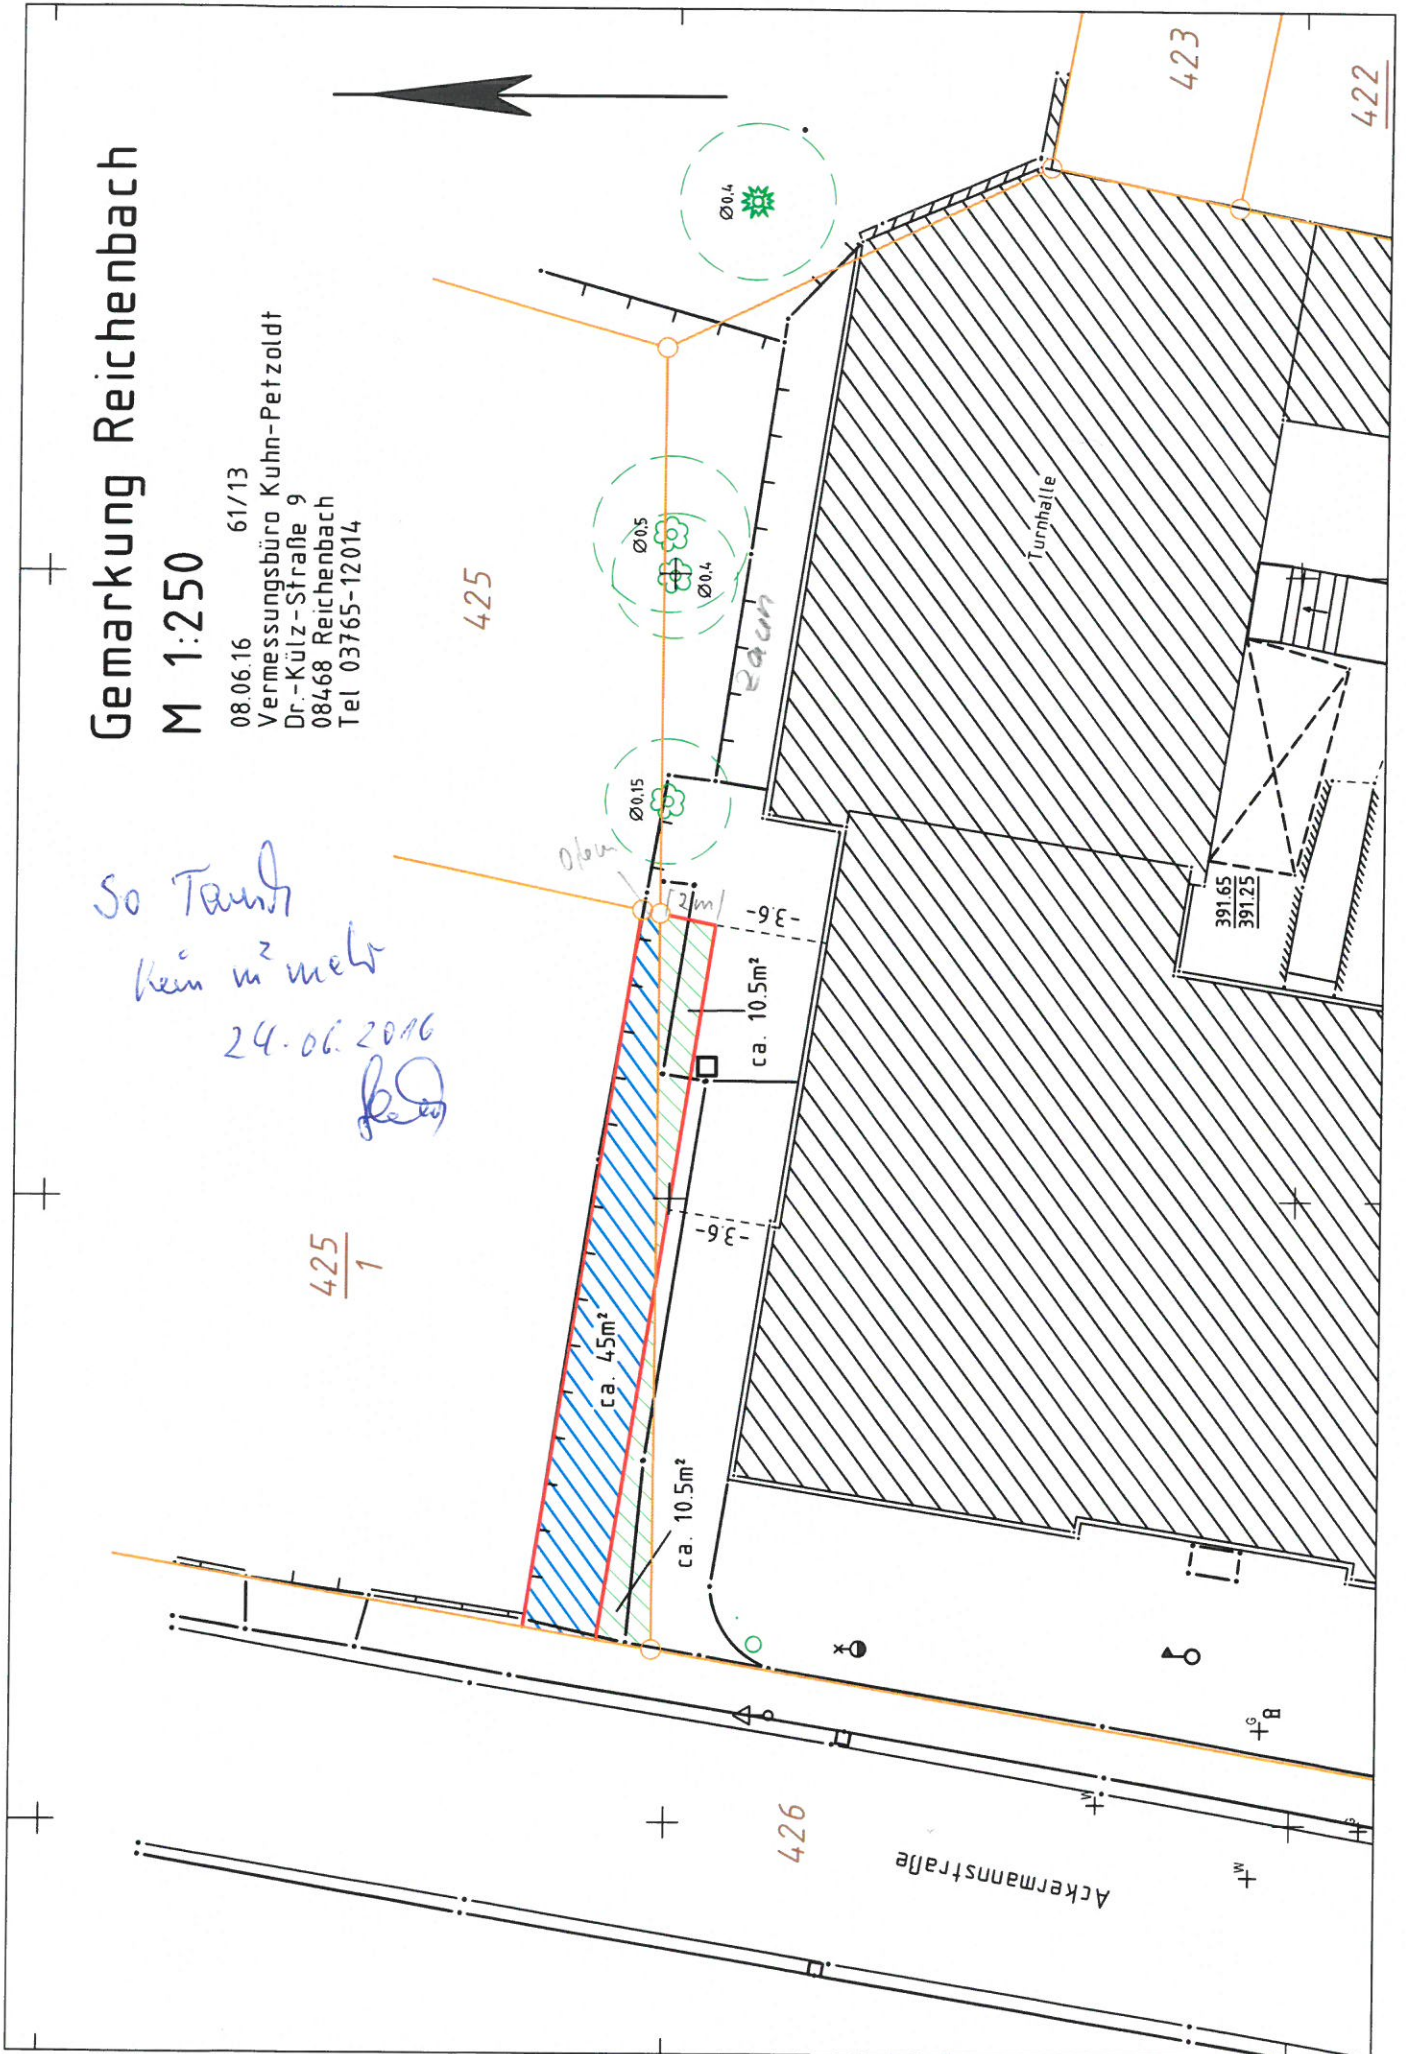 Gemarkung Reichenbach
M 1:250
08.06.16 61/13
Vermessungsbüro Kuhn-Petzoldt
Dr.-Külz-Straße 9
08468 Reichenbach
Tel 03765-12014
So Tausch
kein m² mehr
24.06.2016
425
425
1
423
422
426
Ø0,4
Ø0,5
Ø0,4
Ø0,15
Zaun
2m
-3.6-
-3.6-
ca. 10.5m²
ca. 45m²
ca. 10.5m²
Turnhalle
391.65
391.25
Ackermannstraße
G
W
W
G